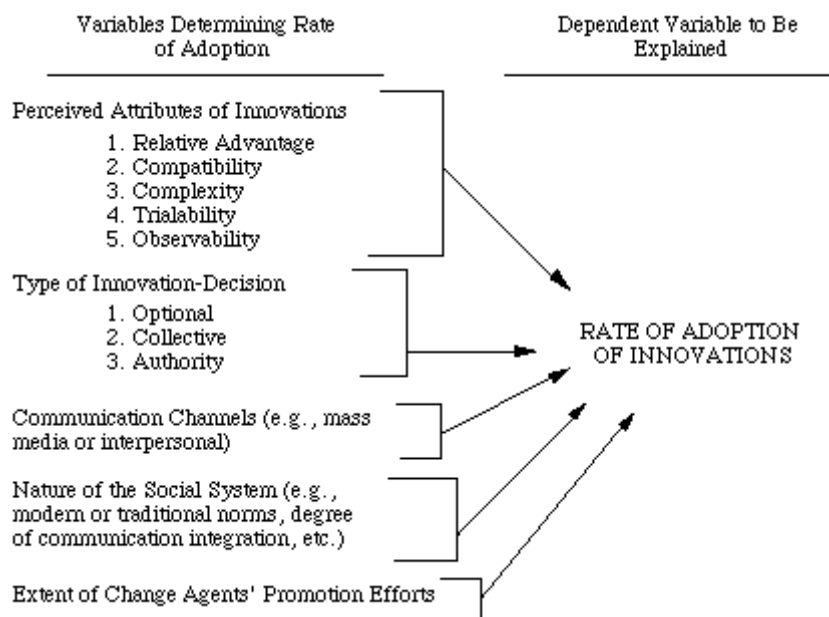 Variables Determining Rate
of Adoption
Dependent Variable to Be
Explained
Perceived Attributes of Innovations
1. Relative Advantage
2. Compatibility
3. Complexity
4. Trialability
5. Observability
Type of Innovation-Decision
1. Optional
2. Collective
3. Authority
RATE OF ADOPTION
OF INNOVATIONS
Communication Channels (e.g., mass
media or interpersonal)
Nature of the Social System (e.g.,
modern or traditional norms, degree
of communication integration, etc.)
Extent of Change Agents' Promotion Efforts